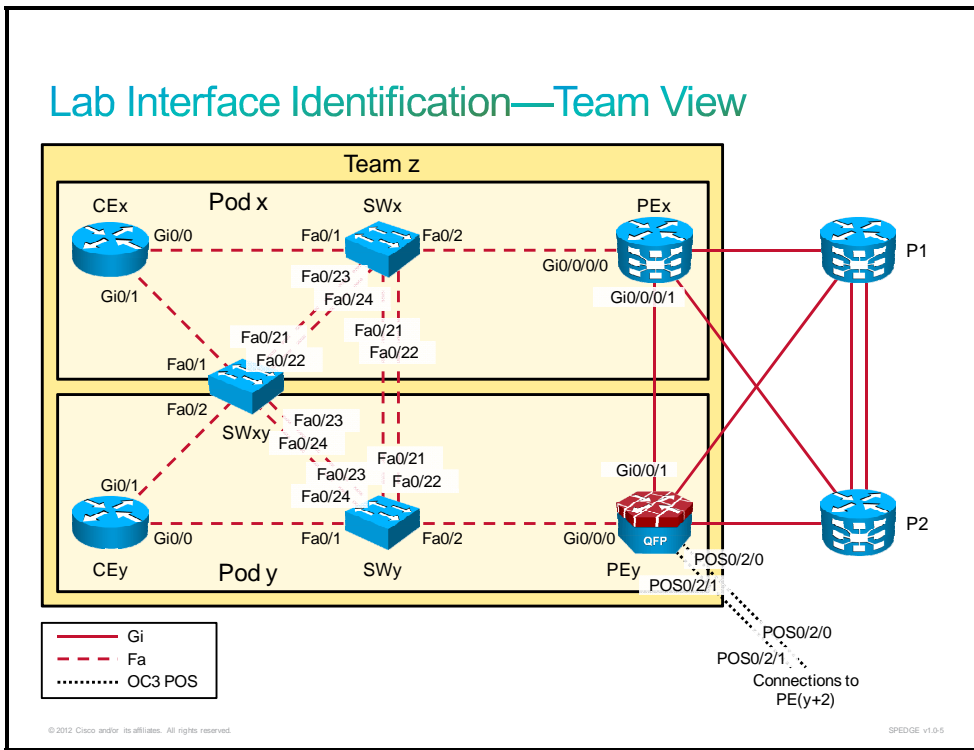 Lab Interface Identification—Team View
Team z
Pod x
CEx
SWx
PEx
Gi0/0
Fa0/1
Fa0/2
P1
Gi0/0/0/0
Gi0/1
Fa0/23
Fa0/24
Gi0/0/0/1
Fa0/21
Fa0/22
Fa0/21
Fa0/22
Fa0/1
Fa0/2
SWxy
Fa0/23
Fa0/24
Fa0/21
Fa0/22
Fa0/23
Fa0/24
Gi0/0/1
Gi0/1
Gi0/0
Fa0/1
Fa0/2
Gi0/0/0
QFP
P2
CEy
Pod y
SWy
PEy
POS0/2/0
POS0/2/1
POS0/2/0
POS0/2/1
Connections to
PE(y+2)
Gi
Fa
OC3 POS
© 2012 Cisco and/or its affiliates. All rights reserved.
SPEDGE v1.0-5